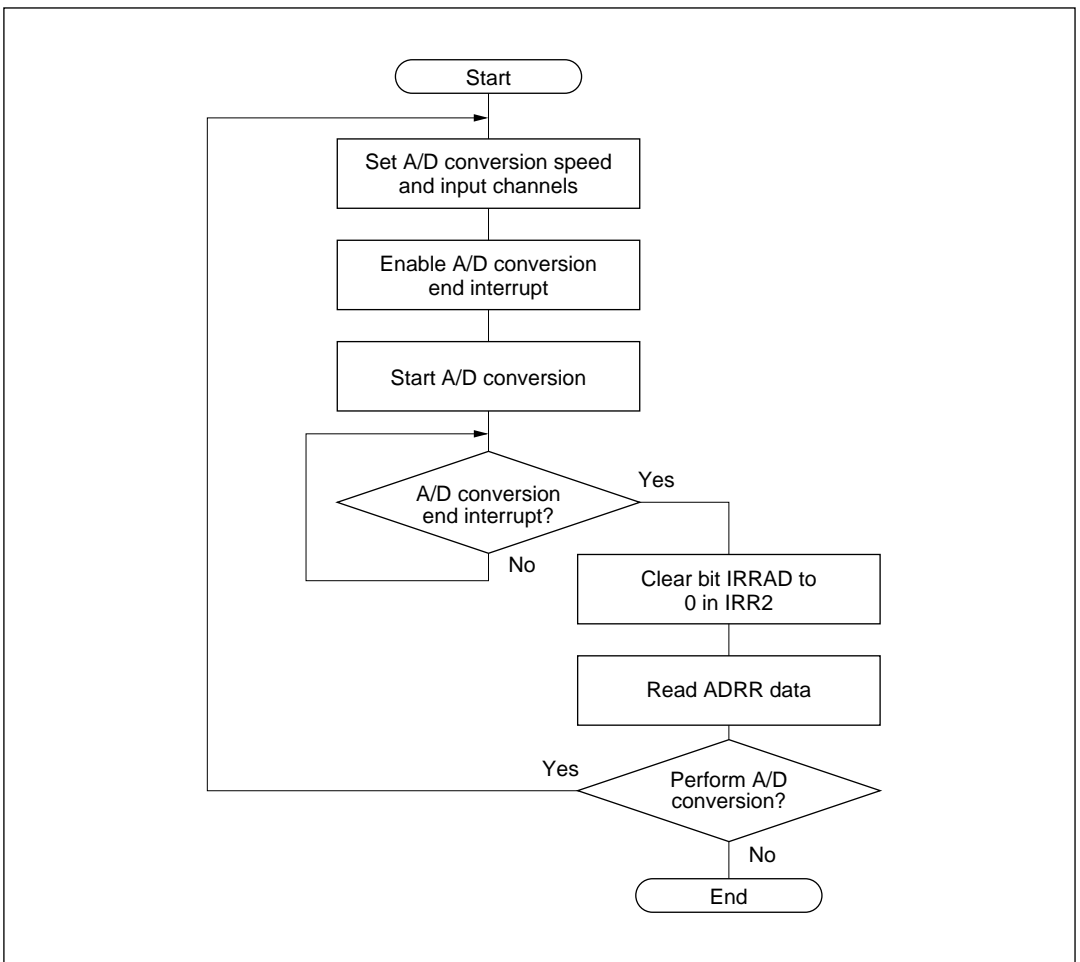 Start
Set A/D conversion speed
and input channels
Enable A/D conversion
end interrupt
Start A/D conversion
A/D conversion
end interrupt?
Yes
No
Clear bit IRRAD to
0 in IRR2
Read ADRR data
Perform A/D
conversion?
Yes
No
End